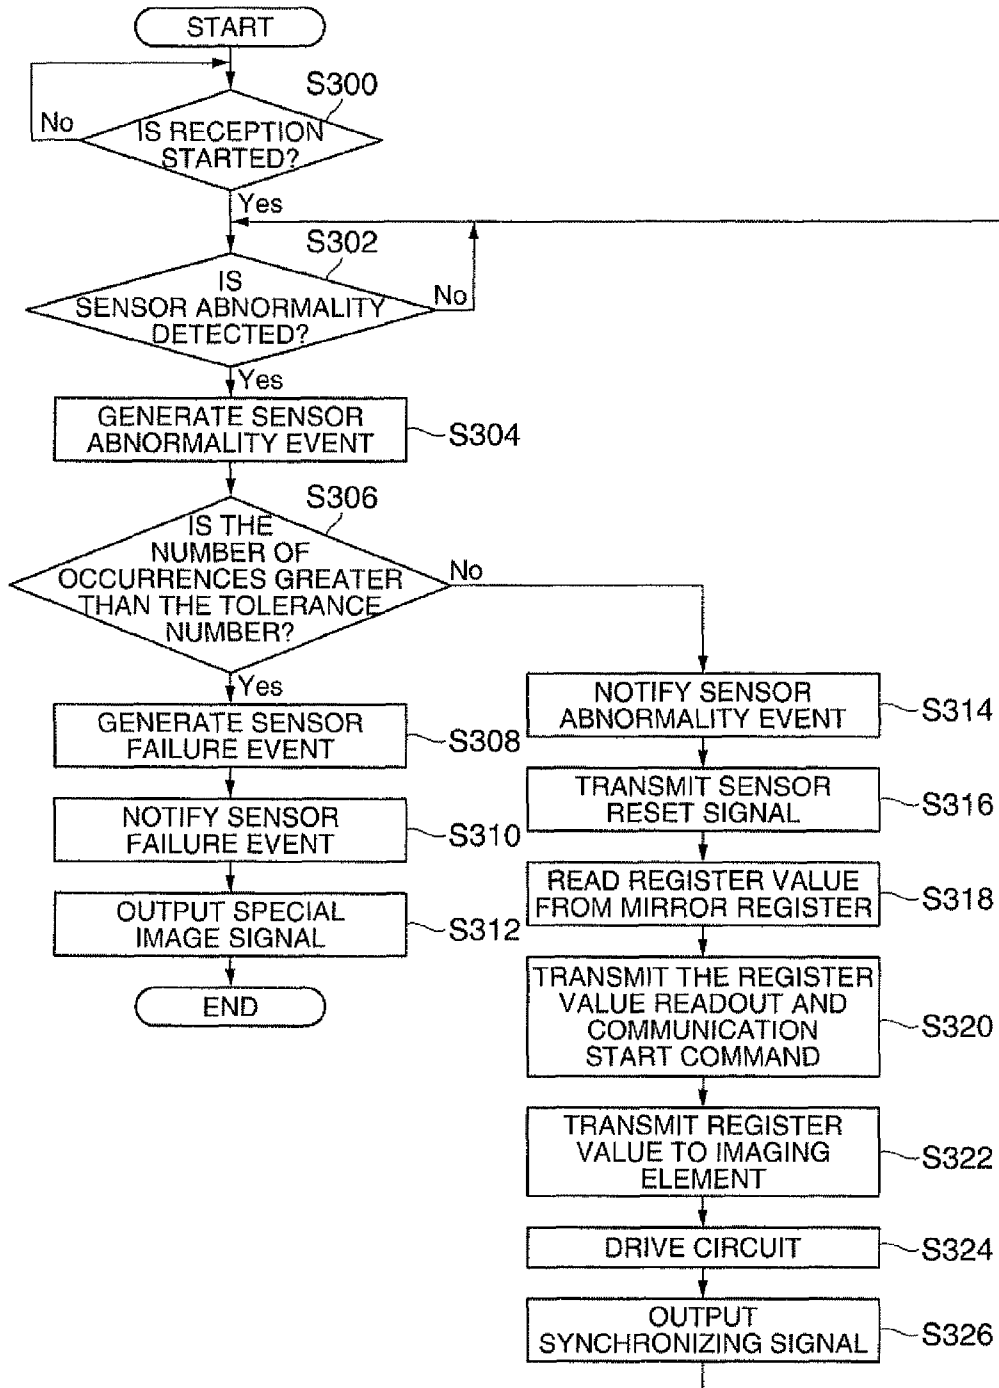 START
S300
No
IS RECEPTION
STARTED?
Yes
S302
IS
SENSOR ABNORMALITY
DETECTED?
No
Yes
GENERATE SENSOR
ABNORMALITY EVENT
S304
S306
IS THE
NUMBER OF
OCCURRENCES GREATER
THAN THE TOLERANCE
NUMBER?
No
Yes
GENERATE SENSOR
FAILURE EVENT
S308
NOTIFY SENSOR
FAILURE EVENT
S310
OUTPUT SPECIAL
IMAGE SIGNAL
S312
END
NOTIFY SENSOR
ABNORMALITY EVENT
S314
TRANSMIT SENSOR
RESET SIGNAL
S316
READ REGISTER VALUE
FROM MIRROR REGISTER
S318
TRANSMIT THE REGISTER
VALUE READOUT AND
COMMUNICATION
START COMMAND
S320
TRANSMIT REGISTER
VALUE TO IMAGING
ELEMENT
S322
DRIVE CIRCUIT
S324
OUTPUT
SYNCHRONIZING SIGNAL
S326